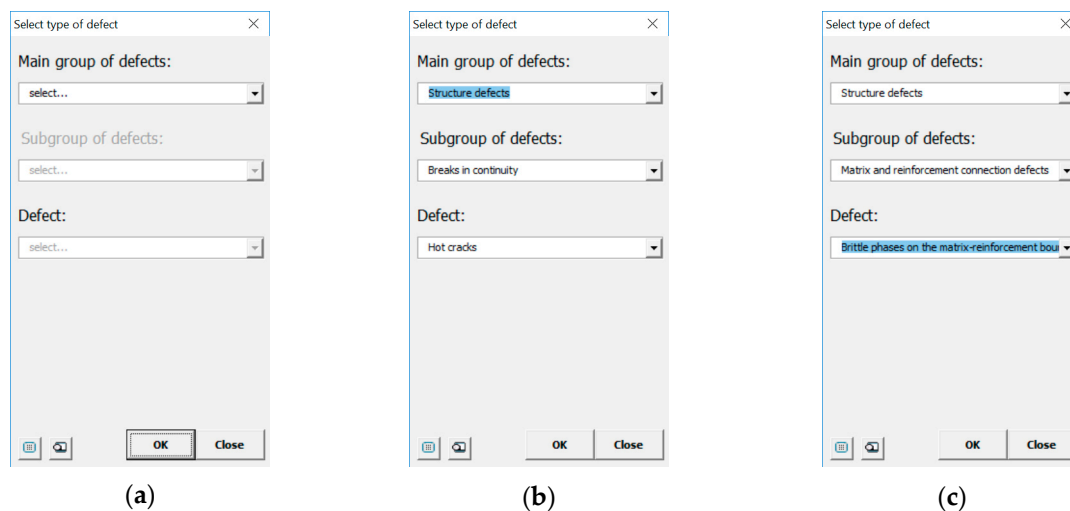 Select type of defect
Main group of defects:
select...
Subgroup of defects:
select...
Defect:
select...
OK Close
(a)
Select type of defect
Main group of defects:
Structure defects
Subgroup of defects:
Breaks in continuity
Defect:
Hot cracks
OK Close
(b)
Select type of defect
Main group of defects:
Structure defects
Subgroup of defects:
Matrix and reinforcement connection defects
Defect:
Brittle phases on the matrix-reinforcement bou
OK Close
(c)